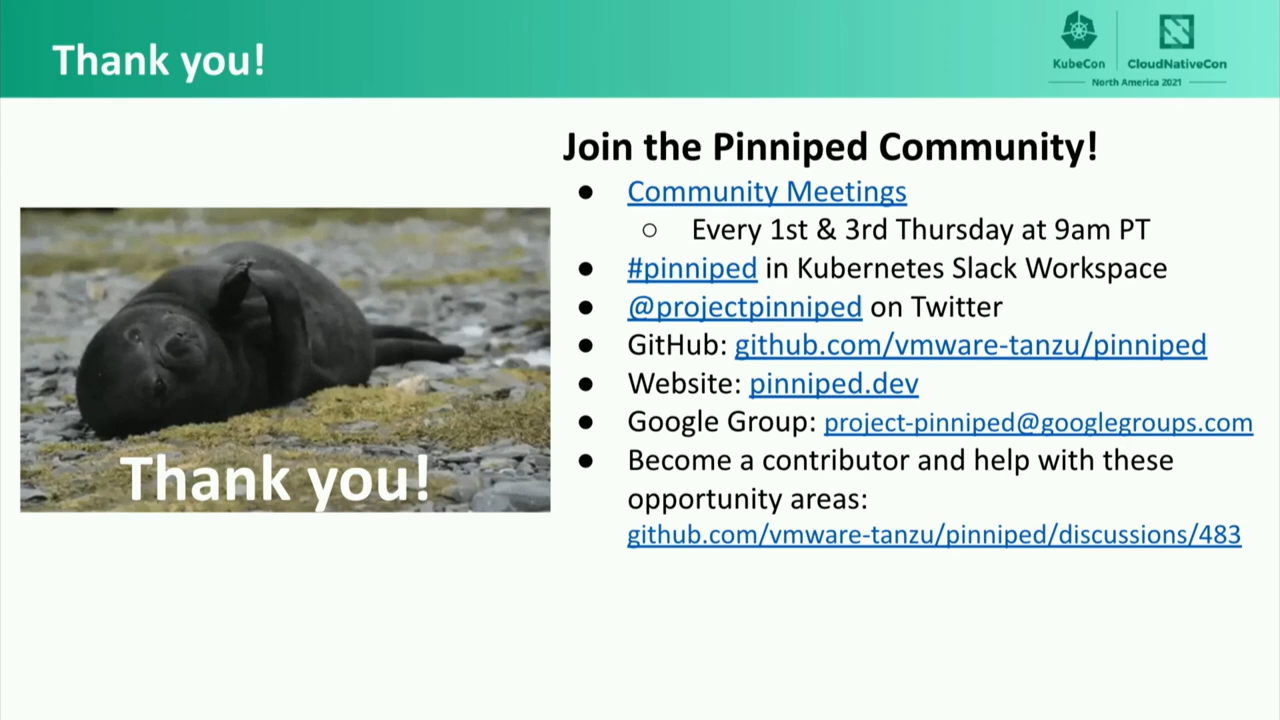 Thank you!
KubeCon
CloudNativeCon
North America 2021
Join the Pinniped Community!
● Community Meetings
○ Every 1st & 3rd Thursday at 9am PT
● #pinniped in Kubernetes Slack Workspace
● @projectpinniped on Twitter
● GitHub: github.com/vmware-tanzu/pinniped
● Website: pinniped.dev
● Google Group: project-pinniped@googlegroups.com
● Become a contributor and help with these
opportunity areas:
github.com/vmware-tanzu/pinniped/discussions/483
Thank you!